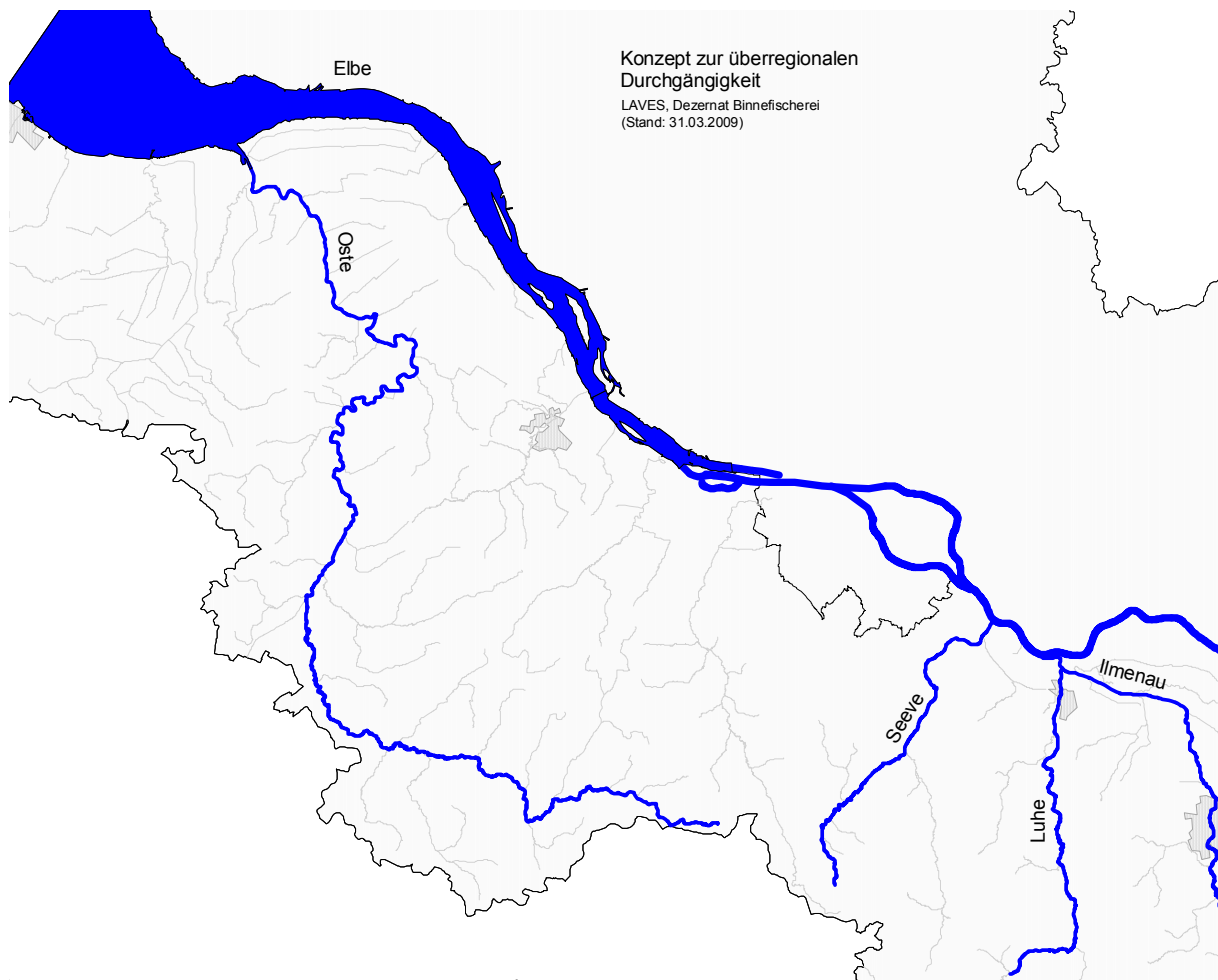 Elbe
Konzept zur überregionalen
Durchgängigkeit
LAVES, Dezernat Binnefischerei
(Stand: 31.03.2009)
Oste
Ilmenau
Seeve
Luhe